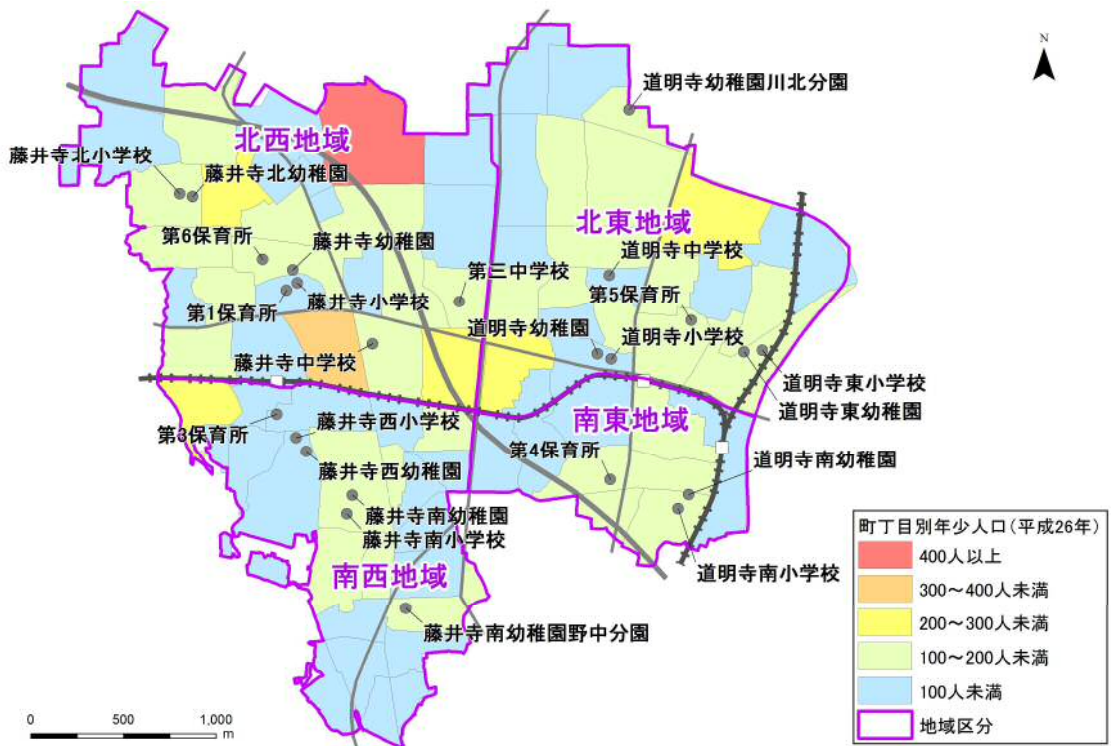 N
道明寺幼稚園川北分園
北西地域
藤井寺北小学校
藤井寺北幼稚園
北東地域
第6保育所
藤井寺幼稚園
道明寺中学校
第三中学校
第5保育所
第1保育所
藤井寺小学校
道明寺幼稚園
道明寺小学校
藤井寺中学校
道明寺東小学校
道明寺東幼稚園
南東地域
第3保育所
藤井寺西小学校
第4保育所
道明寺南幼稚園
藤井寺西幼稚園
藤井寺南幼稚園
藤井寺南小学校
道明寺南小学校
南西地域
藤井寺南幼稚園野中分園
町丁目別年少人口(平成26年)
400人以上
300~400人未満
200~300人未満
100~200人未満
100人未満
地域区分
0 500 1,000
m